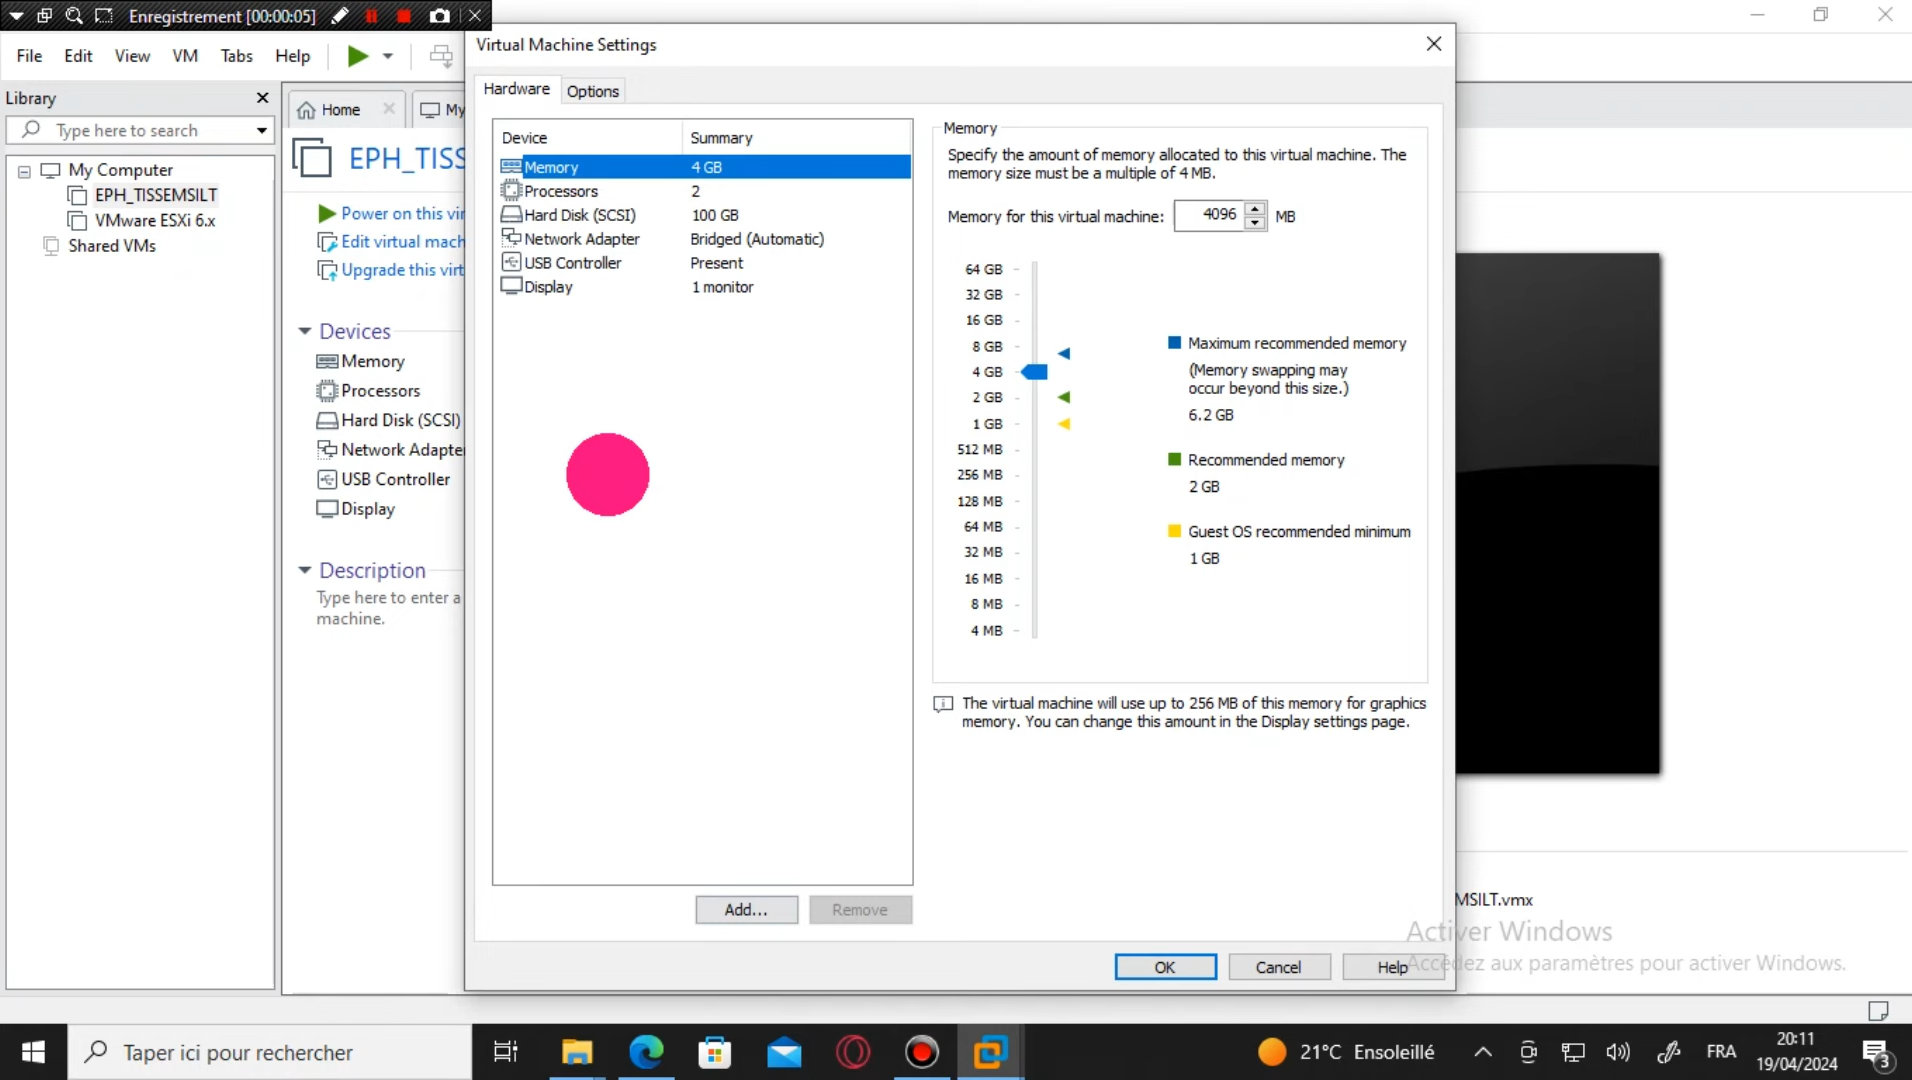 Enregistrement [00:00:05]
File Edit View VM Tabs Help
Library
Type here to search
My Computer
EPH_TISSEMSILT
VMware ESXi 6.x
Shared VMs
Home
My
EPH_TISS
Power on this vir
Edit virtual mach
Upgrade this virt
Devices
Memory
Processors
Hard Disk (SCSI)
Network Adapte
USB Controller
Display
Description
Type here to enter a
machine.
Virtual Machine Settings
Hardware Options
Device Summary
Memory 4 GB
Processors 2
Hard Disk (SCSI) 100 GB
Network Adapter Bridged (Automatic)
USB Controller Present
Display 1 monitor
Add... Remove
Memory
Specify the amount of memory allocated to this virtual machine. The
memory size must be a multiple of 4 MB.
Memory for this virtual machine: 4096 MB
64 GB
32 GB
16 GB
8 GB
4 GB
2 GB
1 GB
512 MB
256 MB
128 MB
64 MB
32 MB
16 MB
8 MB
4 MB
Maximum recommended memory
(Memory swapping may
occur beyond this size.)
6.2 GB
Recommended memory
2 GB
Guest OS recommended minimum
1 GB
The virtual machine will use up to 256 MB of this memory for graphics
memory. You can change this amount in the Display settings page.
OK Cancel Help
MSILT.vmx
Activer Windows
Accédez aux paramètres pour activer Windows.
Taper ici pour rechercher
21°C Ensoleillé
FRA
20:11
19/04/2024
3